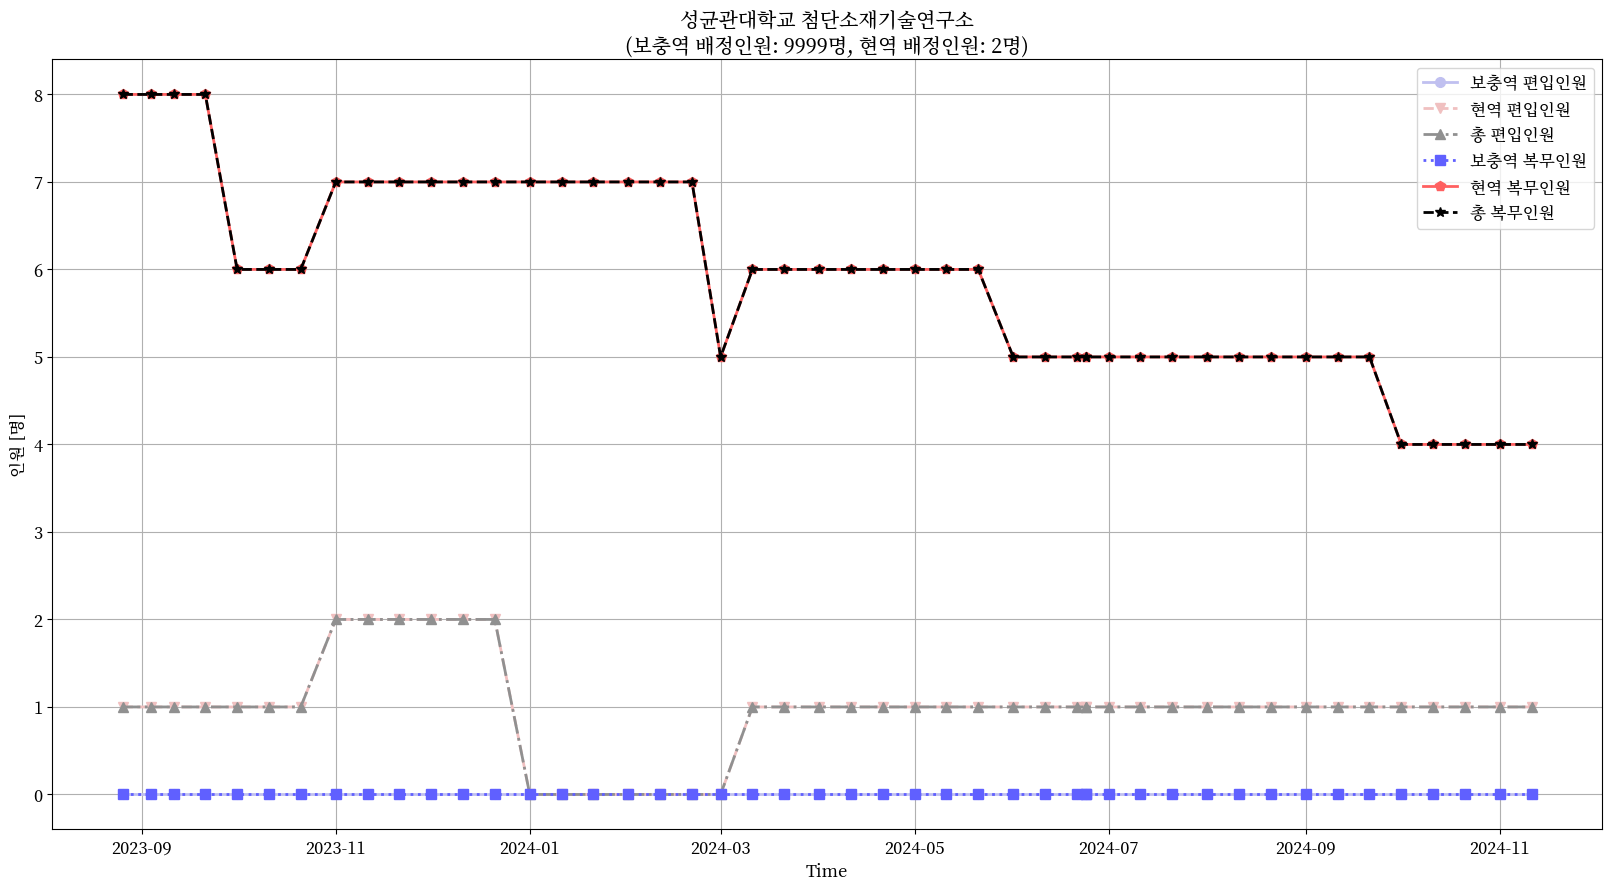 성균관대학교 첨단소재기술연구소
(보충역 배정인원: 9999명, 현역 배정인원: 2명)
보충역 편입인원
현역 편입인원
총 편입인원
보충역 복무인원
현역 복무인원
총 복무인원
인원 [명]
8
7
6
5
4
3
2
1
0
2023-09
2023-11
2024-01
2024-03
2024-05
2024-07
2024-09
2024-11
Time